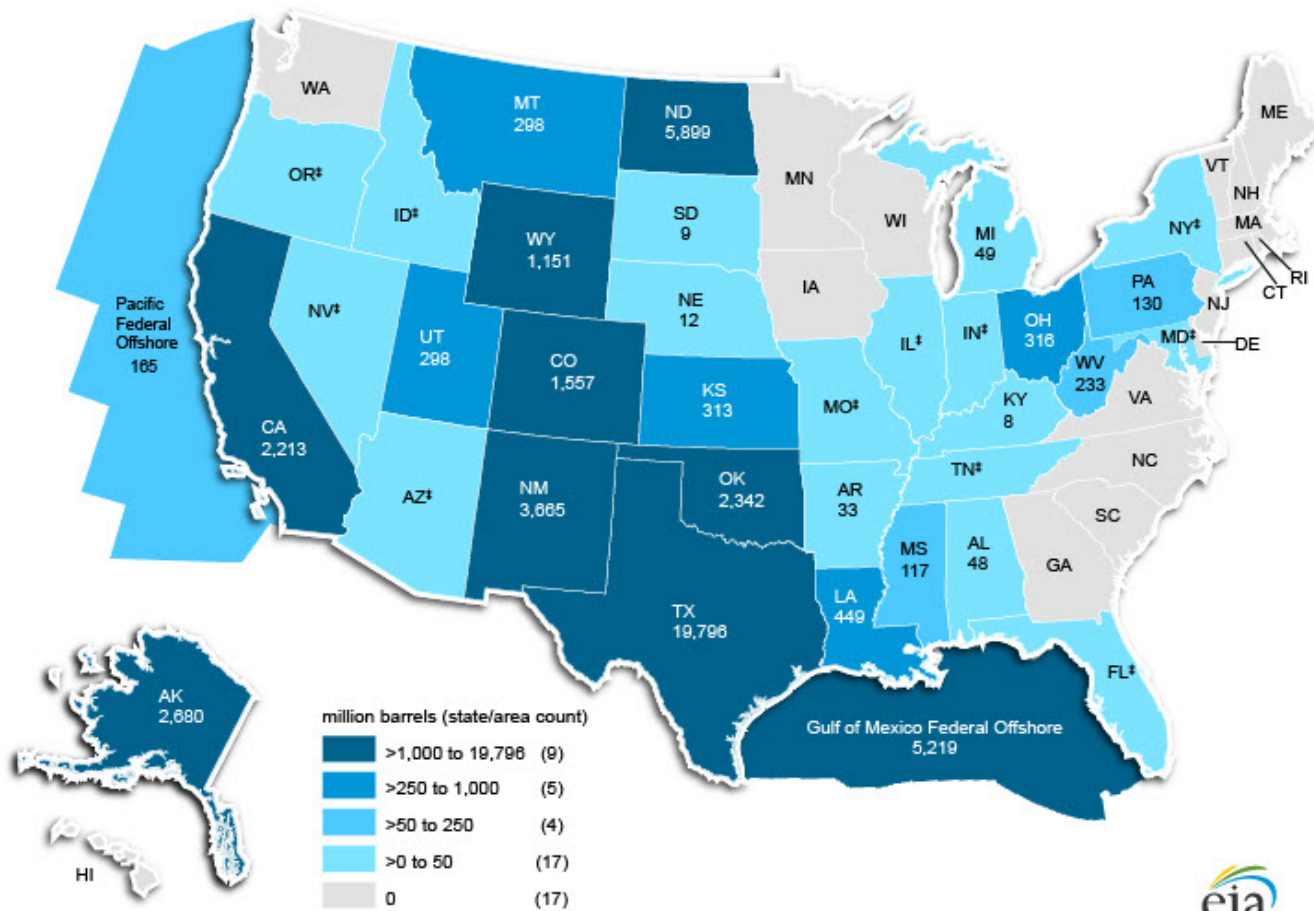 WA
MT
298
ND
5,899
MN
ME
VT
NH
OR‡
ID‡
SD
9
WI
MI
49
NY‡
MA
RI
CT
WY
1,151
IA
PA
130
NJ
Pacific
Federal
Offshore
165
NV‡
NE
12
UT
298
CO
1,557
IL‡
IN‡
OH
316
MD‡
DE
WV
233
CA
2,213
KS
313
MO‡
KY
8
VA
AZ‡
NM
3,665
OK
2,342
AR
33
TN‡
NC
SC
MS
117
AL
48
GA
TX
19,796
LA
449
FL‡
AK
2,680
Gulf of Mexico Federal Offshore
5,219
HI
million barrels (state/area count)
>1,000 to 19,796 (9)
>250 to 1,000 (5)
>50 to 250 (4)
>0 to 50 (17)
0 (17)
eia